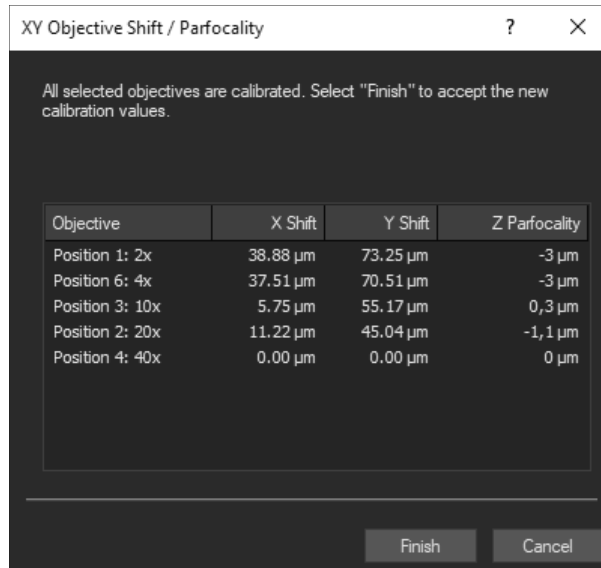 XY Objective Shift / Parfocality ? ×
All selected objectives are calibrated. Select "Finish" to accept the new
calibration values.
Objective X Shift Y Shift Z Parfocality
Position 1: 2x 38.88 µm 73.25 µm -3 µm
Position 6: 4x 37.51 µm 70.51 µm -3 µm
Position 3: 10x 5.75 µm 55.17 µm 0,3 µm
Position 2: 20x 11.22 µm 45.04 µm -1,1 µm
Position 4: 40x 0.00 µm 0.00 µm 0 µm
Finish Cancel